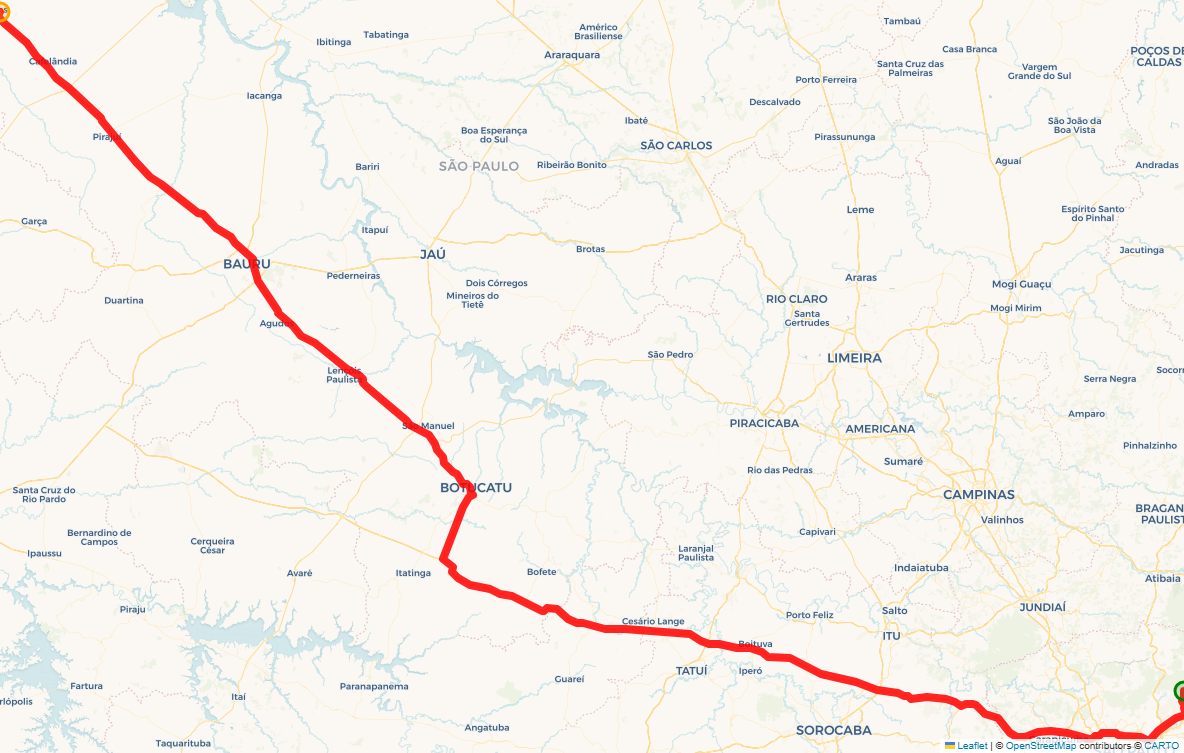 Tambaú
Américo
Brasiliense
Tabatinga
Ibitinga
Casa Branca
POÇOS DE
CALDAS
Araraquara
Cafelândia
Santa Cruz das
Palmeiras
Vargem
Grande do Sul
Porto Ferreira
Iacanga
Descalvado
Ibaté
São João da
Boa Vista
Boa Esperança
do Sul
Pirajuí
Pirassununga
SÃO CARLOS
Aguaí
Bariri
SÃO PAULO
Ribeirão Bonito
Andradas
Garça
Leme
Espírito Santo
do Pinhal
Itapuí
JAÚ
Brotas
Jacutinga
BAURU
Pederneiras
Araras
Dois Córregos
Mogi Guaçu
Duartina
Mineiros do
Tietê
RIO CLARO
Mogi Mirim
Santa
Gertrudes
Agudos
São Pedro
LIMEIRA
Lençóis
Paulista
Socorr
Serra Negra
Amparo
São Manuel
PIRACICABA
AMERICANA
Pinhalzinho
Sumaré
Rio das Pedras
BOTUCATU
Santa Cruz do
Rio Pardo
CAMPINAS
BRAGAN
PAULIST
Valinhos
Bernardino de
Campos
Capivari
Cerqueira
César
Ipaussu
Laranjal
Paulista
Avaré
Itatinga
Bofete
Indaiatuba
Atibaia
Piraju
JUNDIAÍ
Salto
Porto Feliz
Cesário Lange
ITU
Boituva
TATUÍ
Iperó
Guareí
Fartura
Paranapanema
Itaí
rlópolis
Angatuba
SOROCABA
Taquarituba
Leaflet | © OpenStreetMap contributors © CARTO